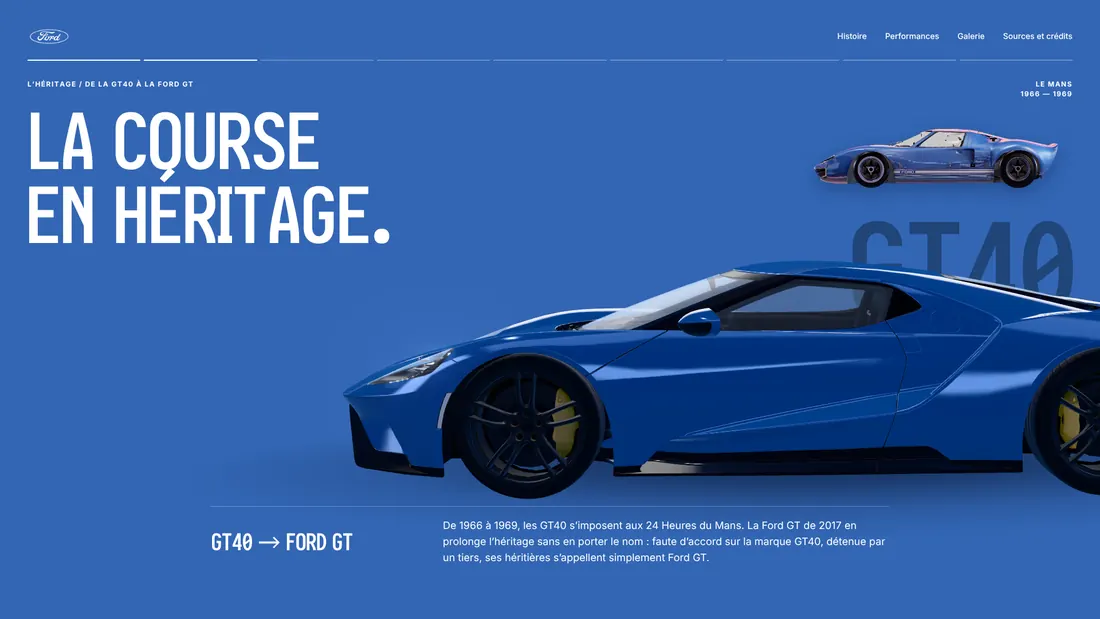 Ford
Histoire
Performances
Galerie
Sources et crédits
L'HÉRITAGE / DE LA GT40 À LA FORD GT
LE MANS
1966 — 1969
LA COURSE
EN HÉRITAGE.
GT40
GT40 → FORD GT
De 1966 à 1969, les GT40 s'imposent aux 24 Heures du Mans. La Ford GT de 2017 en
prolonge l'héritage sans en porter le nom : faute d'accord sur la marque GT40, détenue par
un tiers, ses héritières s'appellent simplement Ford GT.